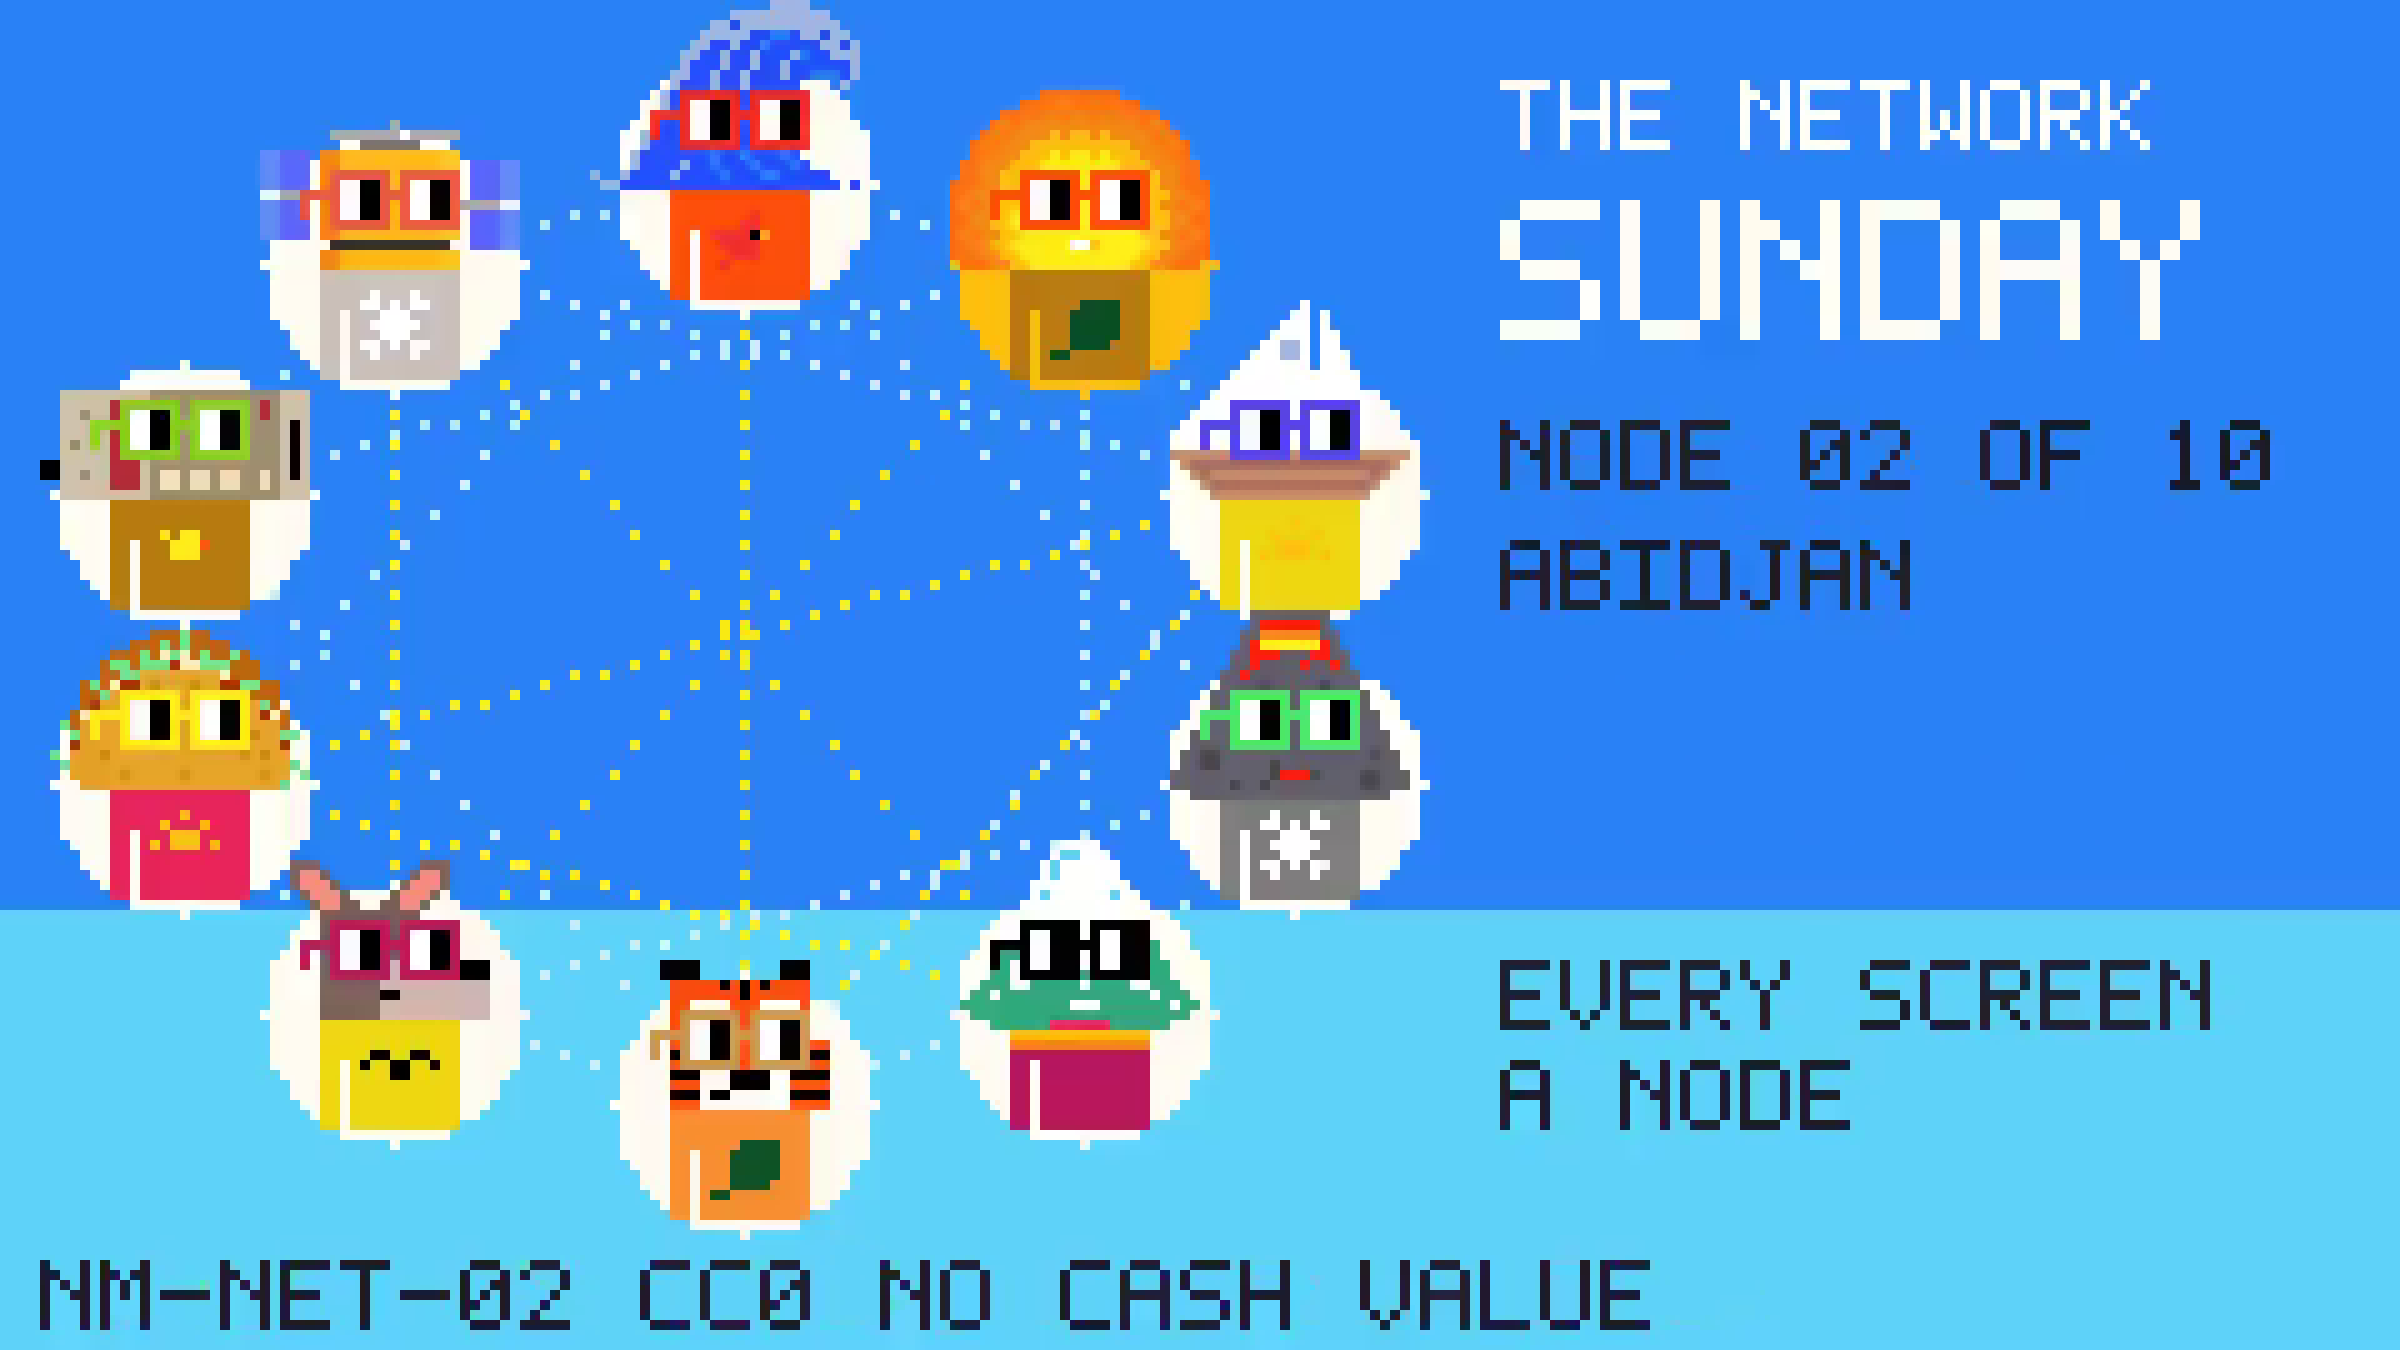 THE NETWORK
SUNDAY
NODE 02 OF 10
ABIDJAN
EVERY SCREEN
A NODE
NM-NET-02 CC0 NO CASH VALUE